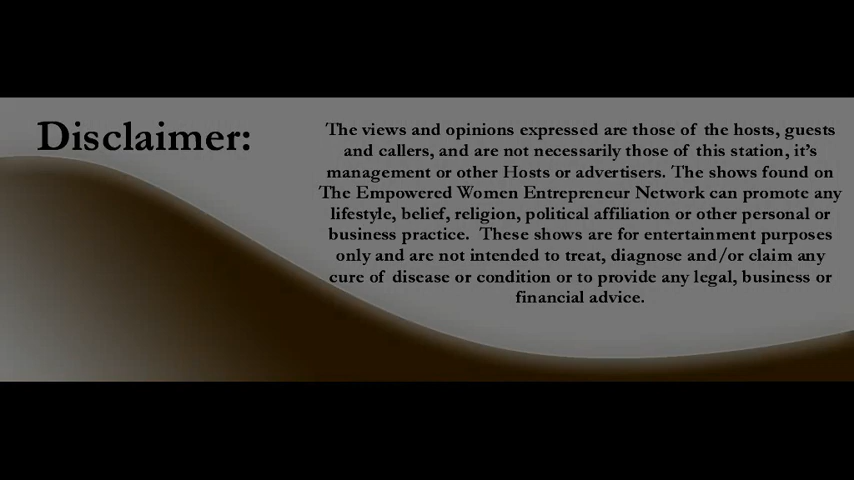 Disclaimer:
The views and opinions expressed are those of the hosts, guests
and callers, and are not necessarily those of this station, it's
management or other Hosts or advertisers. The shows found on
The Empowered Women Entrepreneur Network can promote any
lifestyle, belief, religion, political affiliation or other personal or
business practice. These shows are for entertainment purposes
only and are not intended to treat, diagnose and/or claim any
cure of disease or condition or to provide any legal, business or
financial advice.